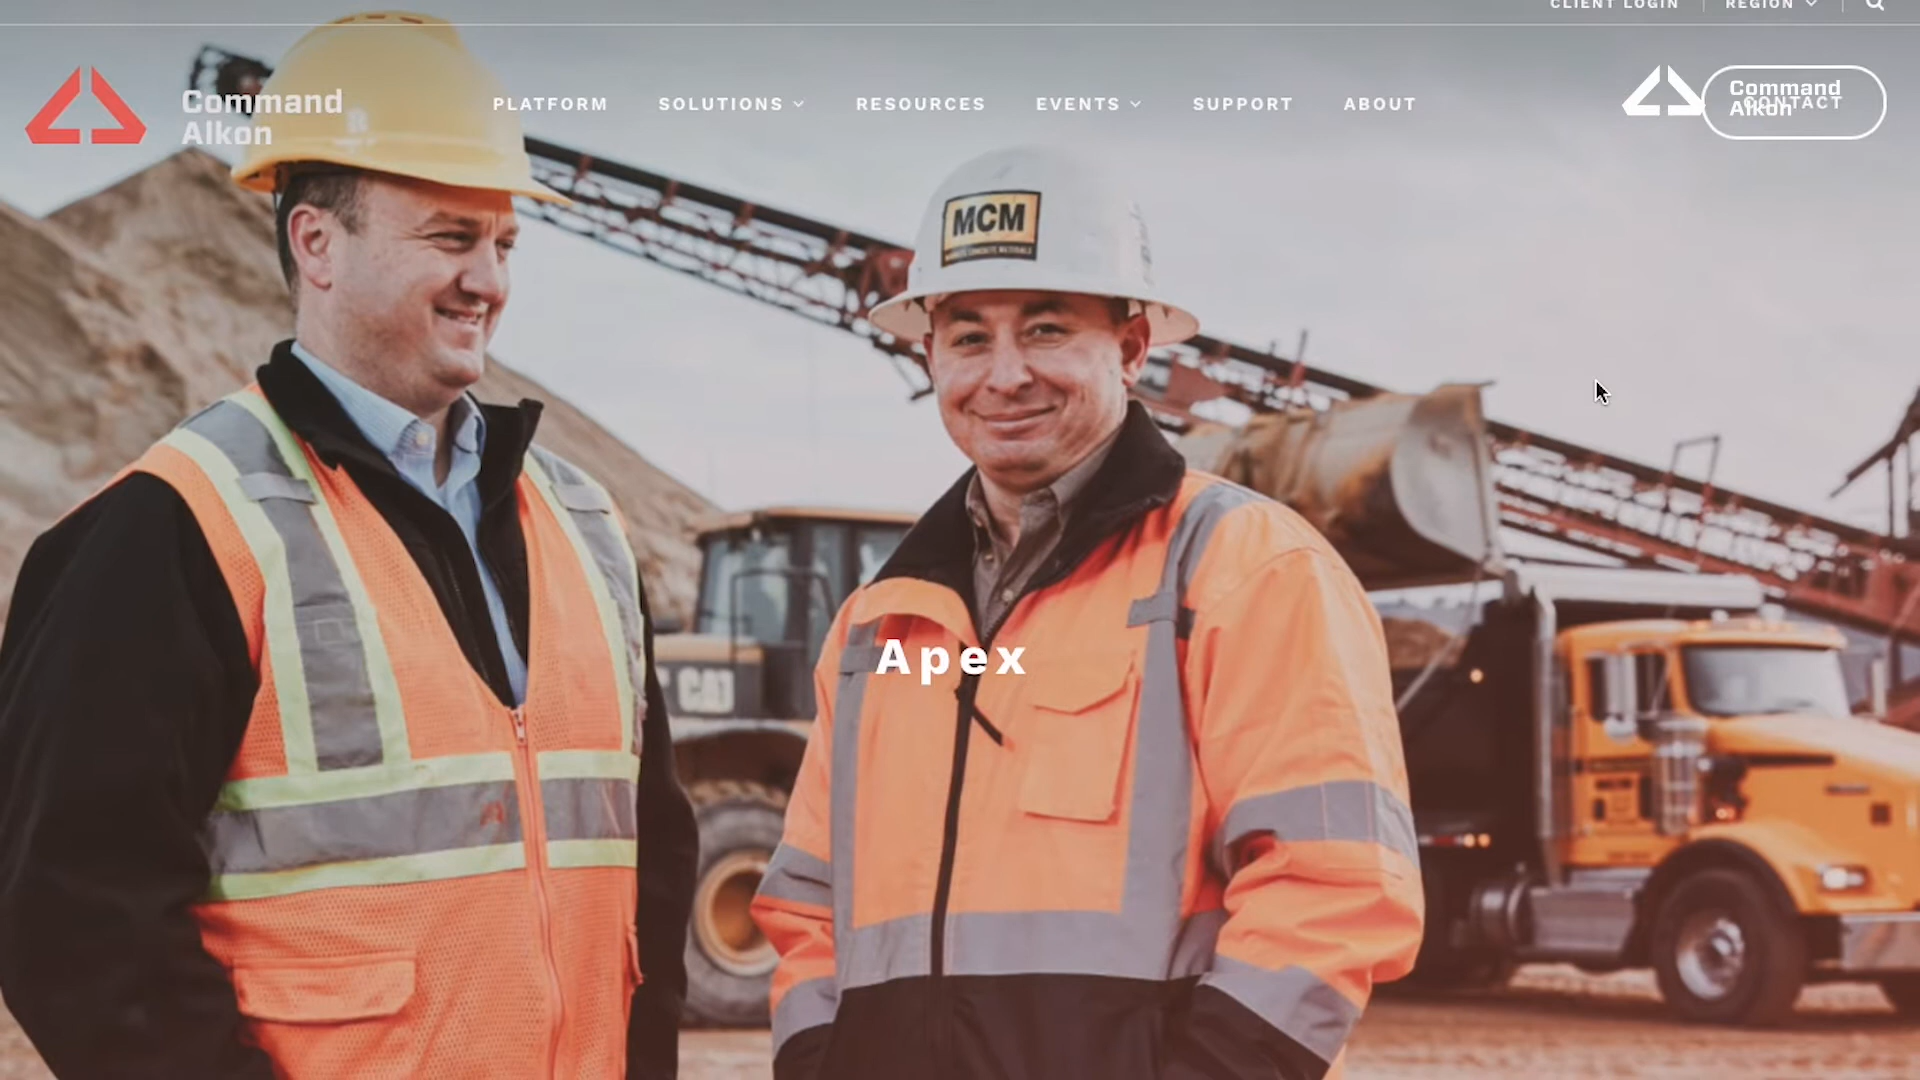 CLIENT LOGIN
REGION
Command
Alkon
PLATFORM
SOLUTIONS
RESOURCES
EVENTS
SUPPORT
ABOUT
CONTACT
Command
Alkon
MCM
Apex
CAT